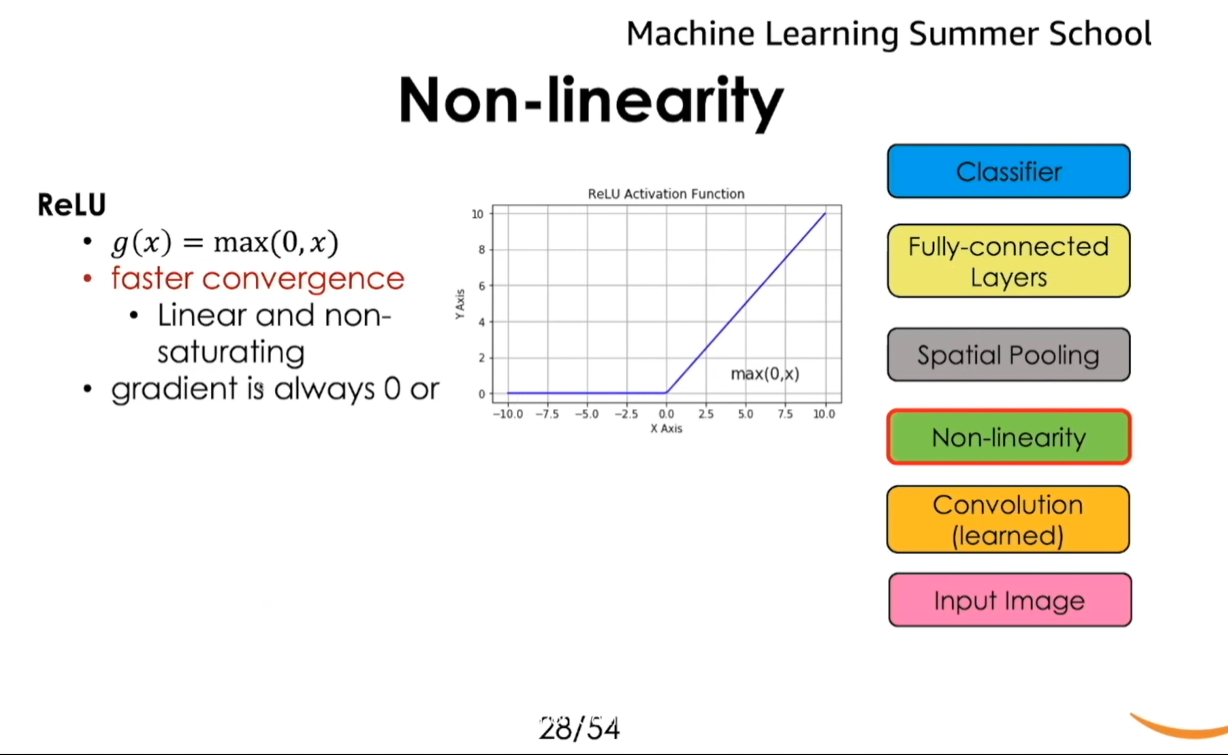 Machine Learning Summer School
Non-linearity
ReLU
• g(x) = max(0, x)
• faster convergence
• Linear and non-
saturating
• gradient is always 0 or
ReLU Activation Function
Y Axis
10
8
6
4
2
0
max(0,x)
−10.0 −7.5 −5.0 −2.5 0.0 2.5 5.0 7.5 10.0
X Axis
Classifier
Fully-connected
Layers
Spatial Pooling
Non-linearity
Convolution
(learned)
Input Image
28/54